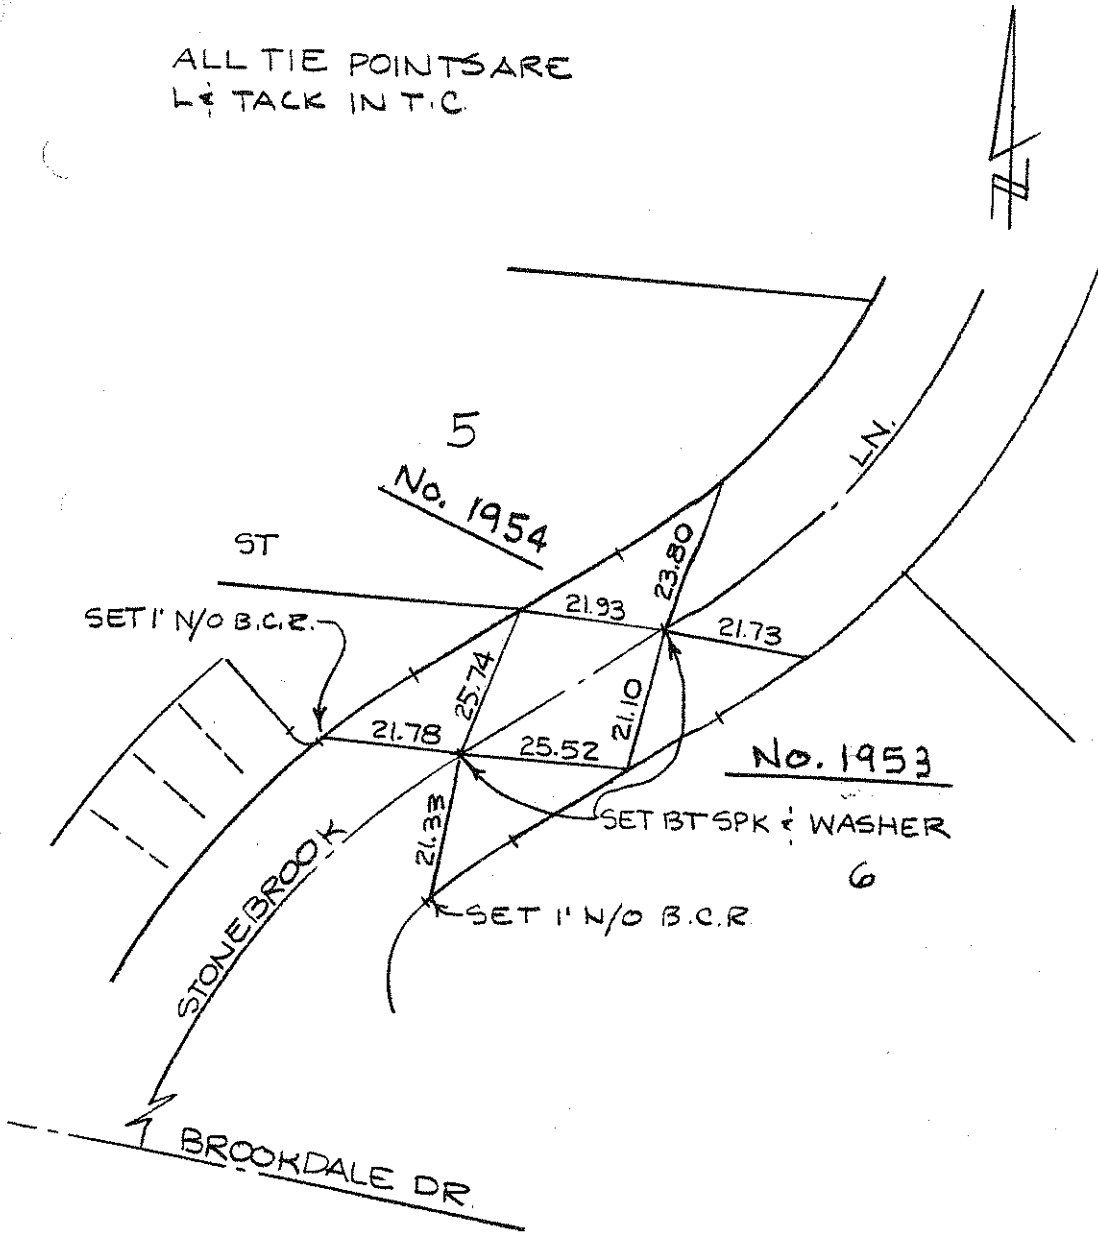 ALL TIE POINTS ARE
L & TACK IN T.C.
N
5
No. 1954
LN.
ST
SET 1' N/O B.C.R.
21.93
23.80
21.73
25.74
21.78
25.52
21.10
No. 1953
21.33
SET BT SPK & WASHER
6
SET 1' N/O B.C.R.
STONEBROOK
BROOKDALE DR.